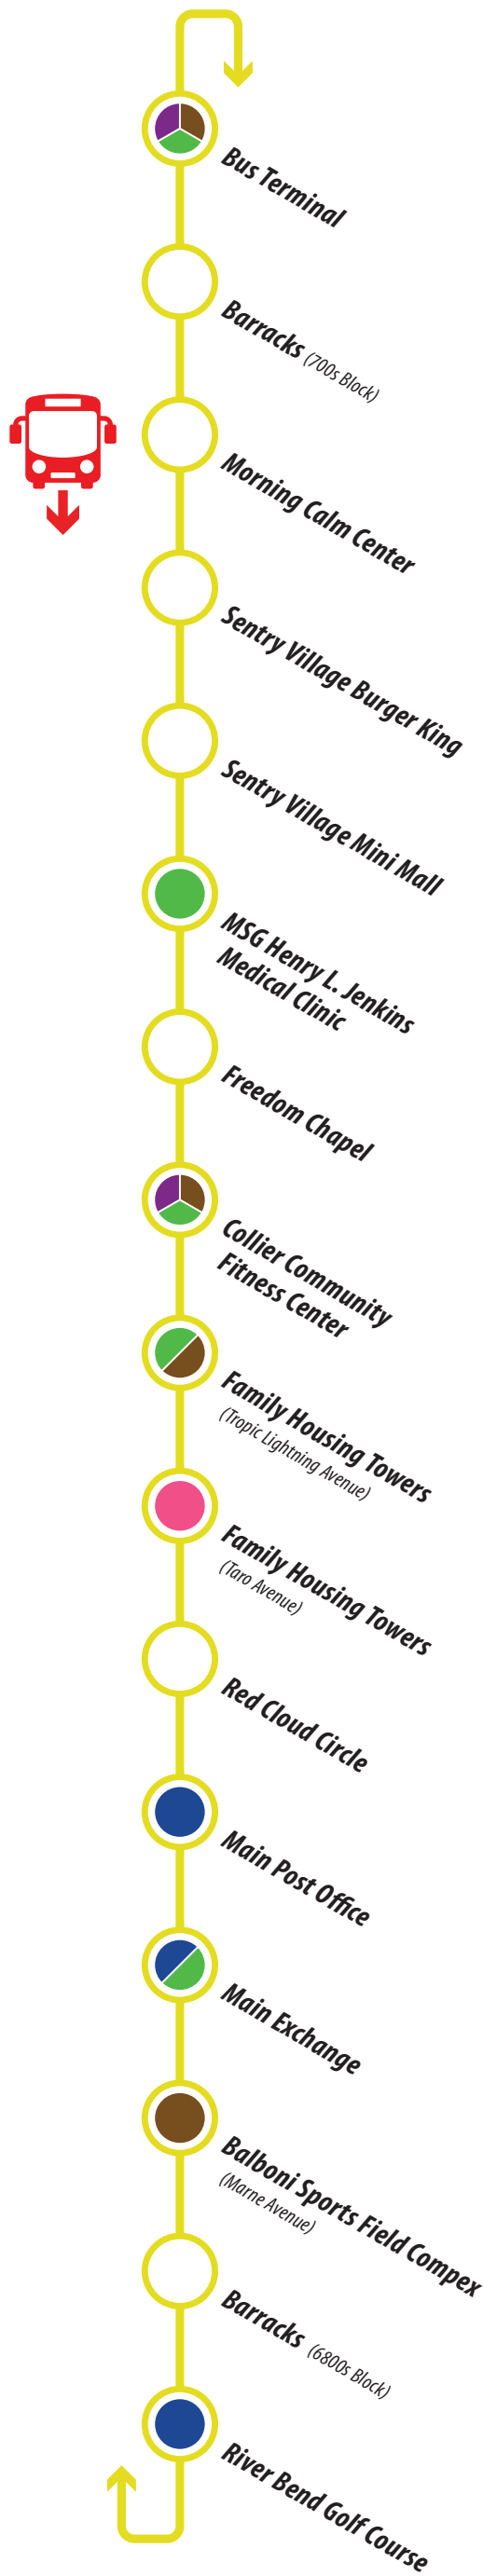 Bus Terminal
Barracks (700s Block)
Morning Calm Center
Sentry Village Burger King
Sentry Village Mini Mall
MSG Henry L. Jenkins
Medical Clinic
Freedom Chapel
Collier Community
Fitness Center
Family Housing Towers
(Tropic Lightning Avenue)
Family Housing Towers
(Taro Avenue)
Red Cloud Circle
Main Post Office
Main Exchange
Balboni Sports Field Compex
(Marne Avenue)
Barracks (6800s Block)
River Bend Golf Course